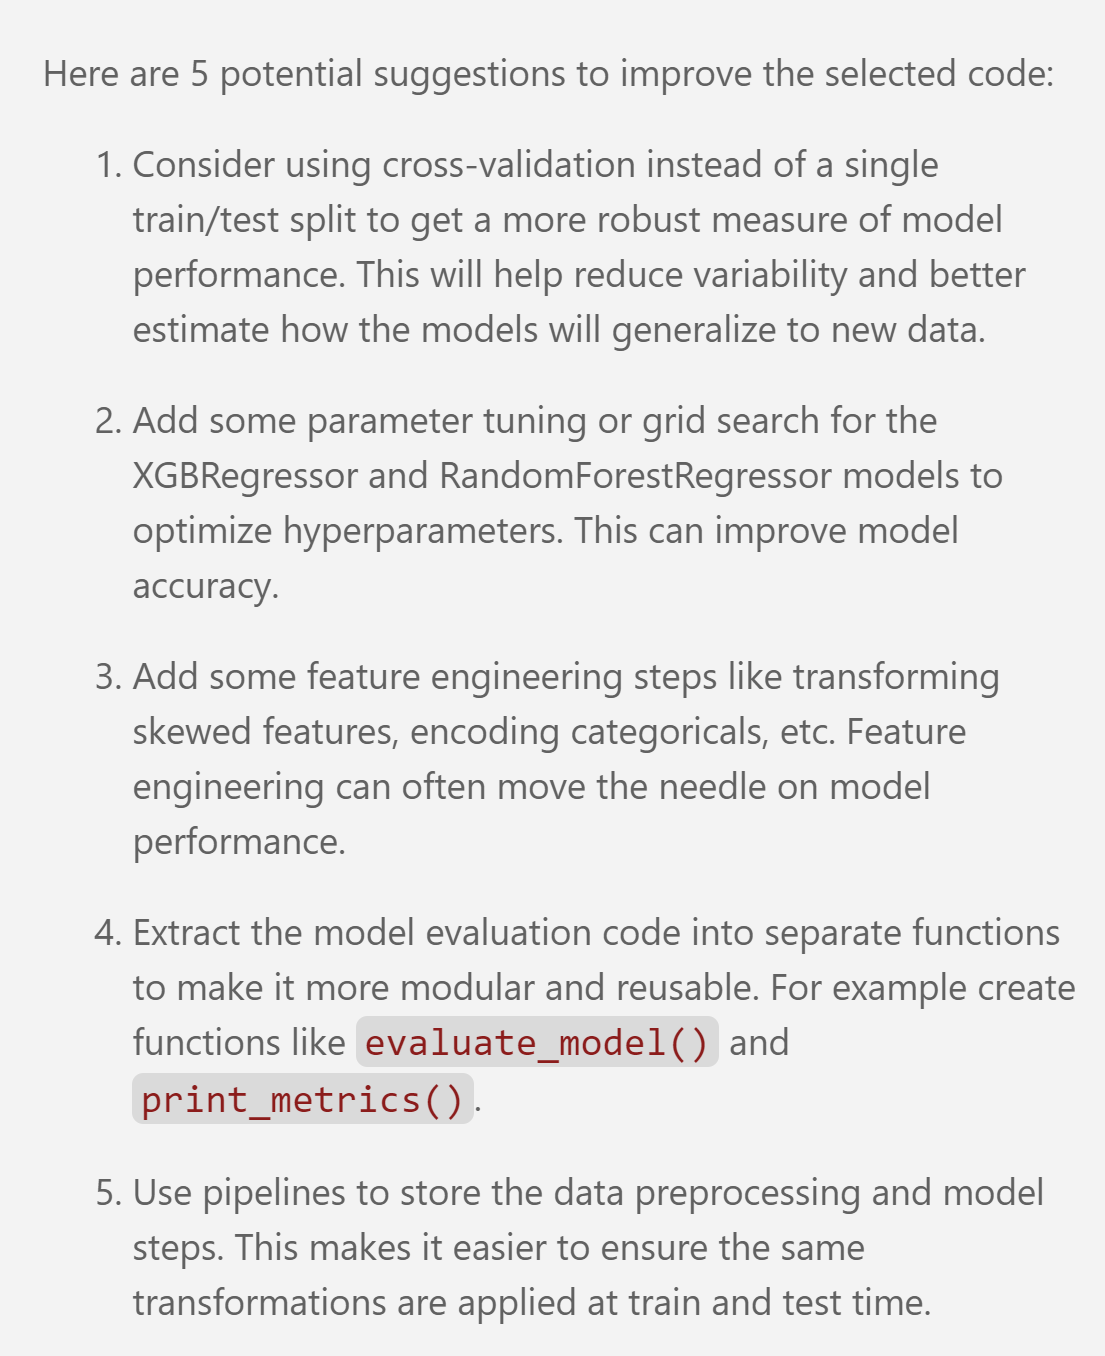 Here are 5 potential suggestions to improve the selected code:
1. Consider using cross-validation instead of a single
train/test split to get a more robust measure of model
performance. This will help reduce variability and better
estimate how the models will generalize to new data.
2. Add some parameter tuning or grid search for the
XGBRegressor and RandomForestRegressor models to
optimize hyperparameters. This can improve model
accuracy.
3. Add some feature engineering steps like transforming
skewed features, encoding categoricals, etc. Feature
engineering can often move the needle on model
performance.
4. Extract the model evaluation code into separate functions
to make it more modular and reusable. For example create
functions like evaluate_model() and
print_metrics().
5. Use pipelines to store the data preprocessing and model
steps. This makes it easier to ensure the same
transformations are applied at train and test time.